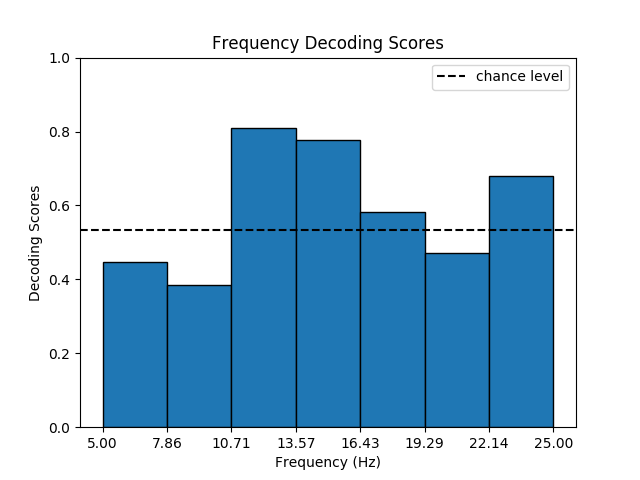 Frequency Decoding Scores
chance level
1.0
0.8
0.6
0.4
0.2
0.0
Decoding Scores
5.00 7.86 10.71 13.57 16.43 19.29 22.14 25.00
Frequency (Hz)